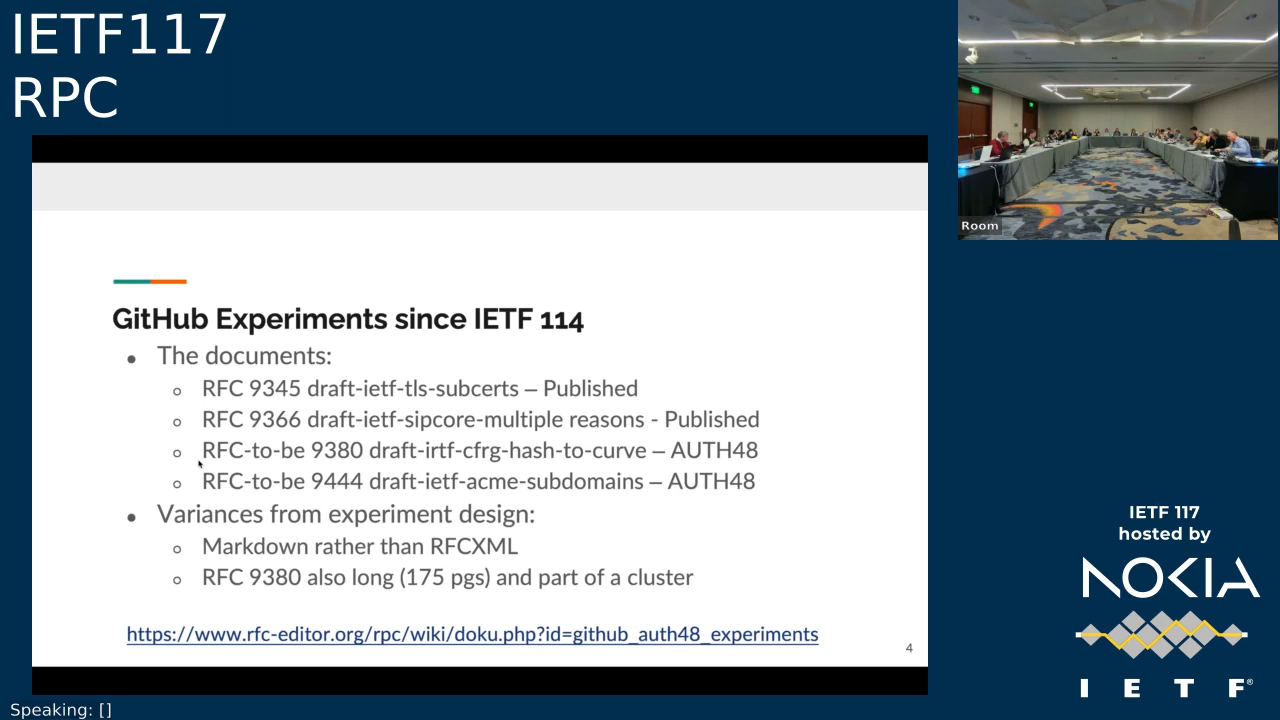 IETF117
RPC
Room
GitHub Experiments since IETF 114
● The documents:
○ RFC 9345 draft-ietf-tls-subcerts – Published
○ RFC 9366 draft-ietf-sipcore-multiple reasons - Published
○ RFC-to-be 9380 draft-irtf-cfrg-hash-to-curve – AUTH48
○ RFC-to-be 9444 draft-ietf-acme-subdomains – AUTH48
● Variances from experiment design:
○ Markdown rather than RFCXML
○ RFC 9380 also long (175 pgs) and part of a cluster
https://www.rfc-editor.org/rpc/wiki/doku.php?id=github_auth48_experiments
4
IETF 117
hosted by
NOKIA
IETF®
Speaking: []